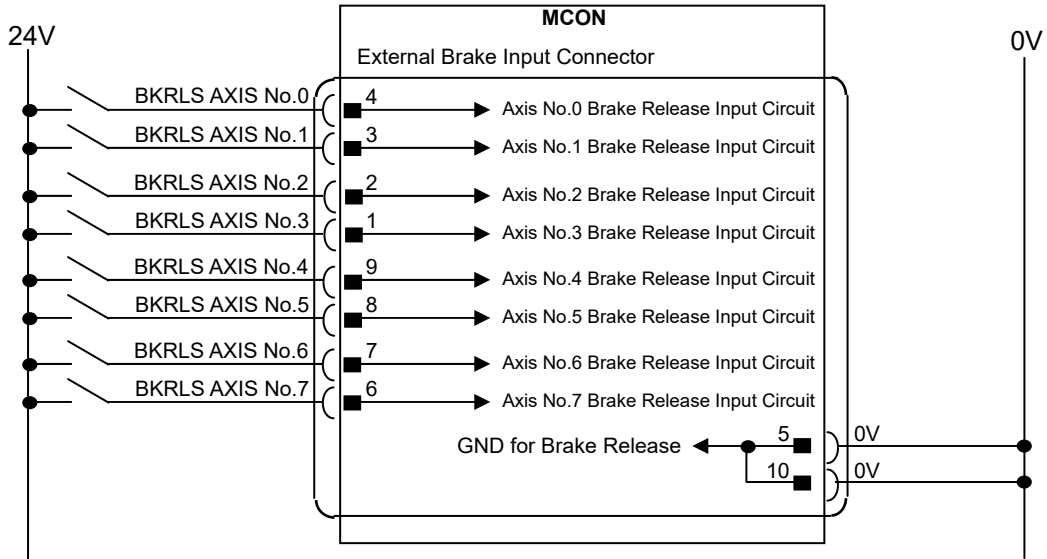 MCON
24V
0V
External Brake Input Connector
BKRLS AXIS No.0 4 Axis No.0 Brake Release Input Circuit
BKRLS AXIS No.1 3 Axis No.1 Brake Release Input Circuit
BKRLS AXIS No.2 2 Axis No.2 Brake Release Input Circuit
BKRLS AXIS No.3 1 Axis No.3 Brake Release Input Circuit
BKRLS AXIS No.4 9 Axis No.4 Brake Release Input Circuit
BKRLS AXIS No.5 8 Axis No.5 Brake Release Input Circuit
BKRLS AXIS No.6 7 Axis No.6 Brake Release Input Circuit
BKRLS AXIS No.7 6 Axis No.7 Brake Release Input Circuit
GND for Brake Release 5 0V
10 0V